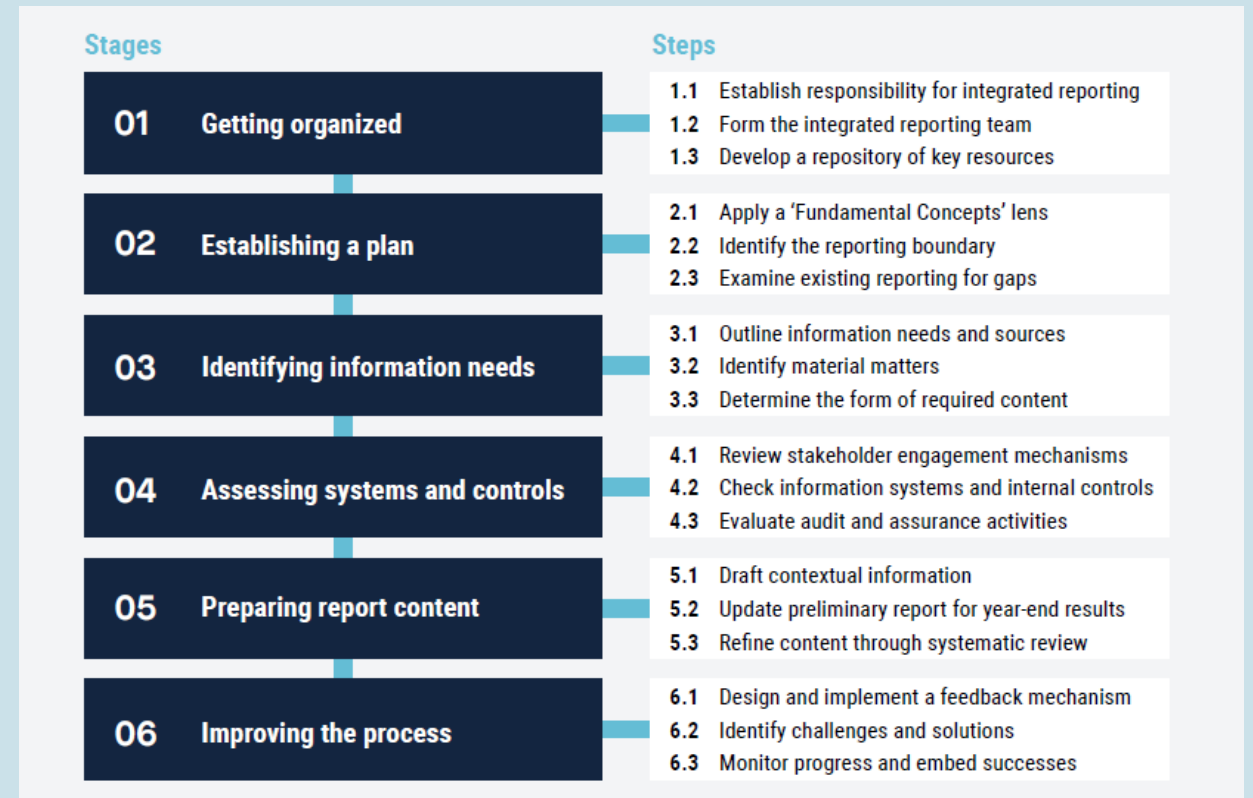 Stages
Steps
01 Getting organized
1.1 Establish responsibility for integrated reporting
1.2 Form the integrated reporting team
1.3 Develop a repository of key resources
02 Establishing a plan
2.1 Apply a ‘Fundamental Concepts’ lens
2.2 Identify the reporting boundary
2.3 Examine existing reporting for gaps
03 Identifying information needs
3.1 Outline information needs and sources
3.2 Identify material matters
3.3 Determine the form of required content
04 Assessing systems and controls
4.1 Review stakeholder engagement mechanisms
4.2 Check information systems and internal controls
4.3 Evaluate audit and assurance activities
05 Preparing report content
5.1 Draft contextual information
5.2 Update preliminary report for year-end results
5.3 Refine content through systematic review
06 Improving the process
6.1 Design and implement a feedback mechanism
6.2 Identify challenges and solutions
6.3 Monitor progress and embed successes